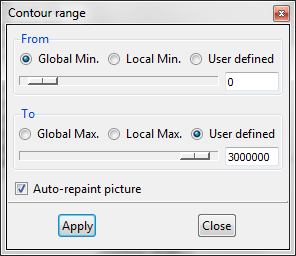 Contour range
From
Global Min. Local Min. User defined
0
To
Global Max. Local Max. User defined
3000000
Auto-repaint picture
Apply Close